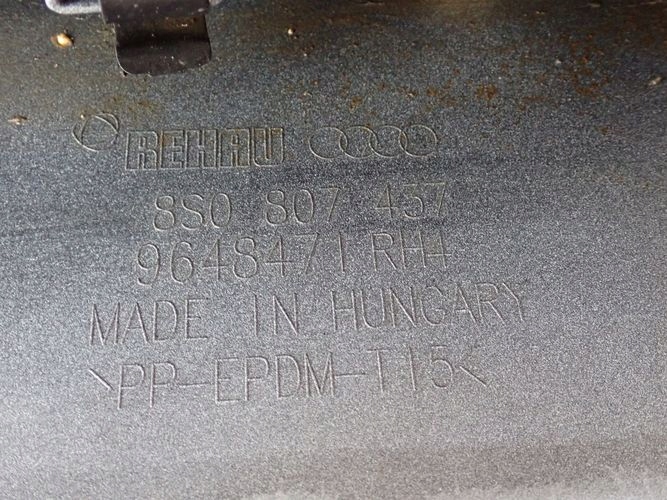 REHAU
8S0 807 437
9648471 RH4
MADE IN HUNGARY
>PP-EPDM-T15<